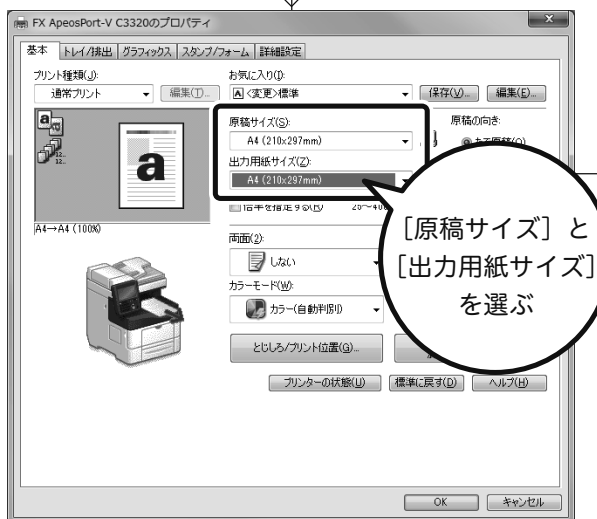 FX ApeosPort-V C3320のプロパティ
基本 トレイ/排出 グラフィックス スタンプ/フォーム 詳細設定
プリント種類(J):
通常プリント
編集(T)...
お気に入り(I):
A <変更>標準
保存(V)...
編集(E)...
原稿サイズ(S):
A4 (210x297mm)
原稿の向き:
出力用紙サイズ(Z):
A4 (210x297mm)
倍率を指定する(R)
A4→A4 (100%)
両面(2):
しない
カラーモード(W):
カラー(自動判別)
とじしろ/プリント位置(G)...
プリンターの状態(U)
標準に戻す(D)
ヘルプ(H)
[原稿サイズ]と
[出力用紙サイズ]
を選ぶ
OK
キャンセル